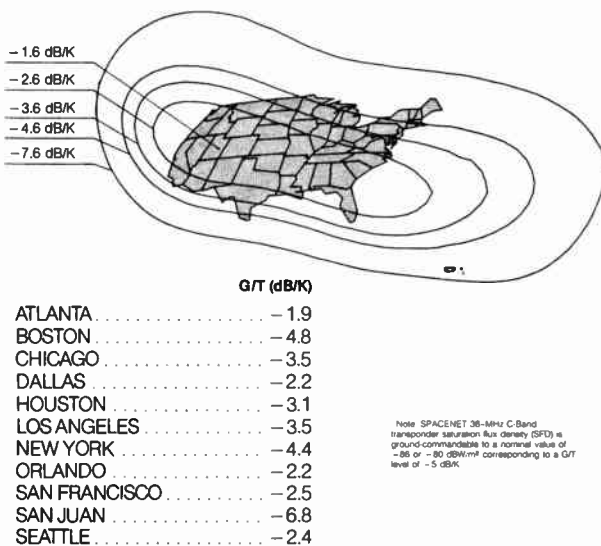 −1.6 dB/K
−2.6 dB/K
−3.6 dB/K
−4.6 dB/K
−7.6 dB/K
G/T (dB/K)
ATLANTA . . . . . . . . . . . . . . . . . . −1.9
BOSTON . . . . . . . . . . . . . . . . . . −4.8
CHICAGO . . . . . . . . . . . . . . . . . −3.5
DALLAS . . . . . . . . . . . . . . . . . . . −2.2
HOUSTON . . . . . . . . . . . . . . . . . −3.1
LOS ANGELES . . . . . . . . . . . . . −3.5
NEW YORK . . . . . . . . . . . . . . . . −4.4
ORLANDO . . . . . . . . . . . . . . . . . −2.2
SAN FRANCISCO . . . . . . . . . . . −2.5
SAN JUAN . . . . . . . . . . . . . . . . . −6.8
SEATTLE . . . . . . . . . . . . . . . . . . −2.4
Note SPACENET 36-MHz C-Band
transponder saturation flux density (SFD) is
ground-commandable to a nominal value of
−86 or −80 dBW/m² corresponding to a G/T
level of −5 dB/K